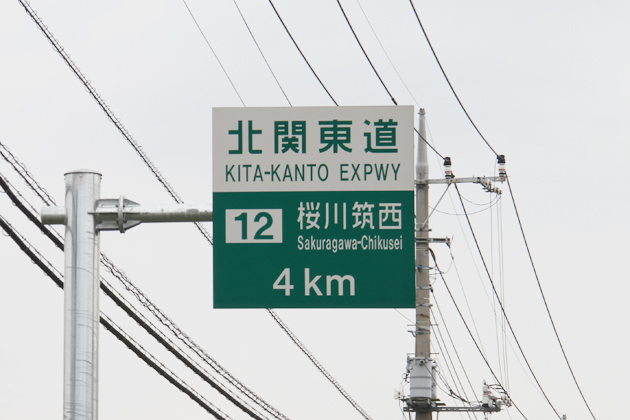 北関東道
KITA-KANTO EXPWY
12 桜川筑西
Sakuragawa-Chikusei
4 km